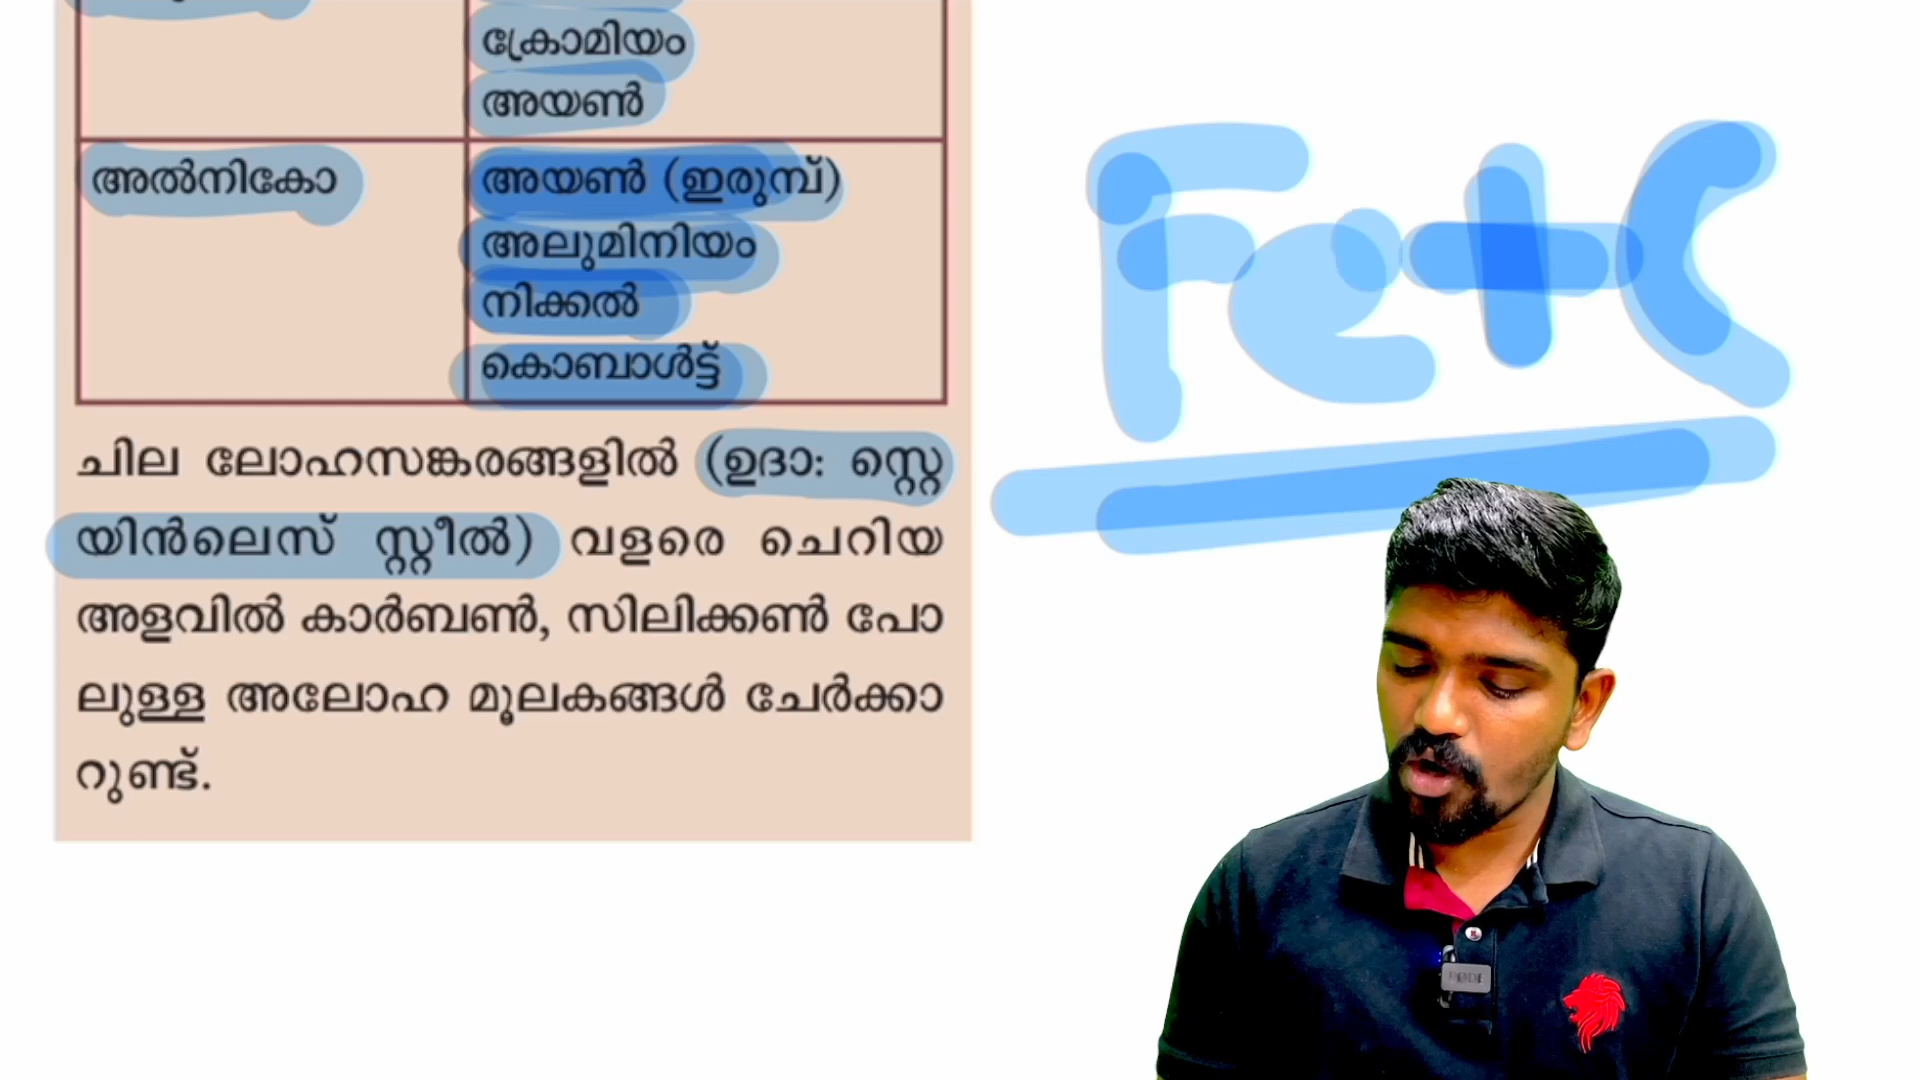 ക്രോമിയം
അയൺ
അൽനികോ
അയൺ (ഇരുമ്പ്)
അലുമിനിയം
നിക്കൽ
കൊബാൾട്ട്
ചില ലോഹസങ്കരങ്ങളിൽ (ഉദാ: സ്റ്റെ
യിൻലെസ് സ്റ്റീൽ) വളരെ ചെറിയ
അളവിൽ കാർബൺ, സിലിക്കൺ പോ
ലുള്ള അലോഹ മൂലകങ്ങൾ ചേർക്കാ
റുണ്ട്.
Fe+C
RØDE